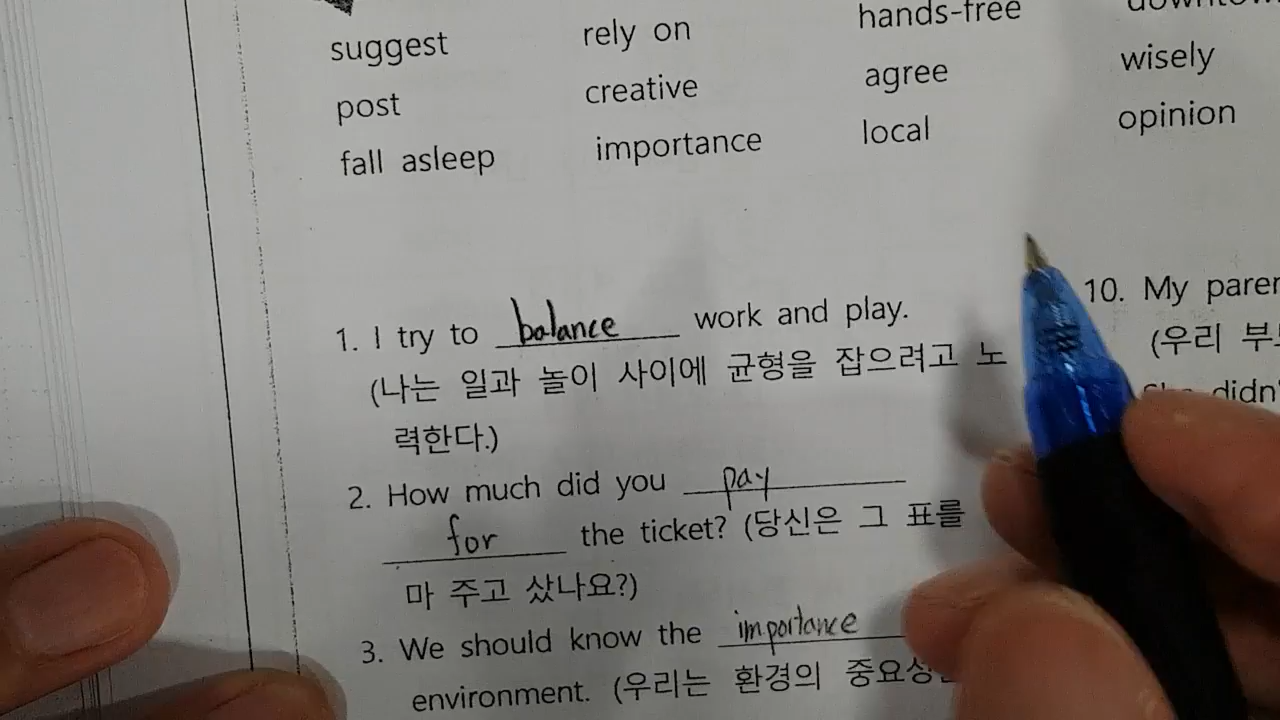 suggest rely on hands-free
post creative agree wisely
fall asleep importance local opinion
1. I try to balance work and play.
(나는 일과 놀이 사이에 균형을 잡으려고 노
력한다.)
2. How much did you pay
for the ticket? (당신은 그 표를
마 주고 샀나요?)
3. We should know the importance
environment. (우리는 환경의 중요성
10. My paren
(우리 부
didn'